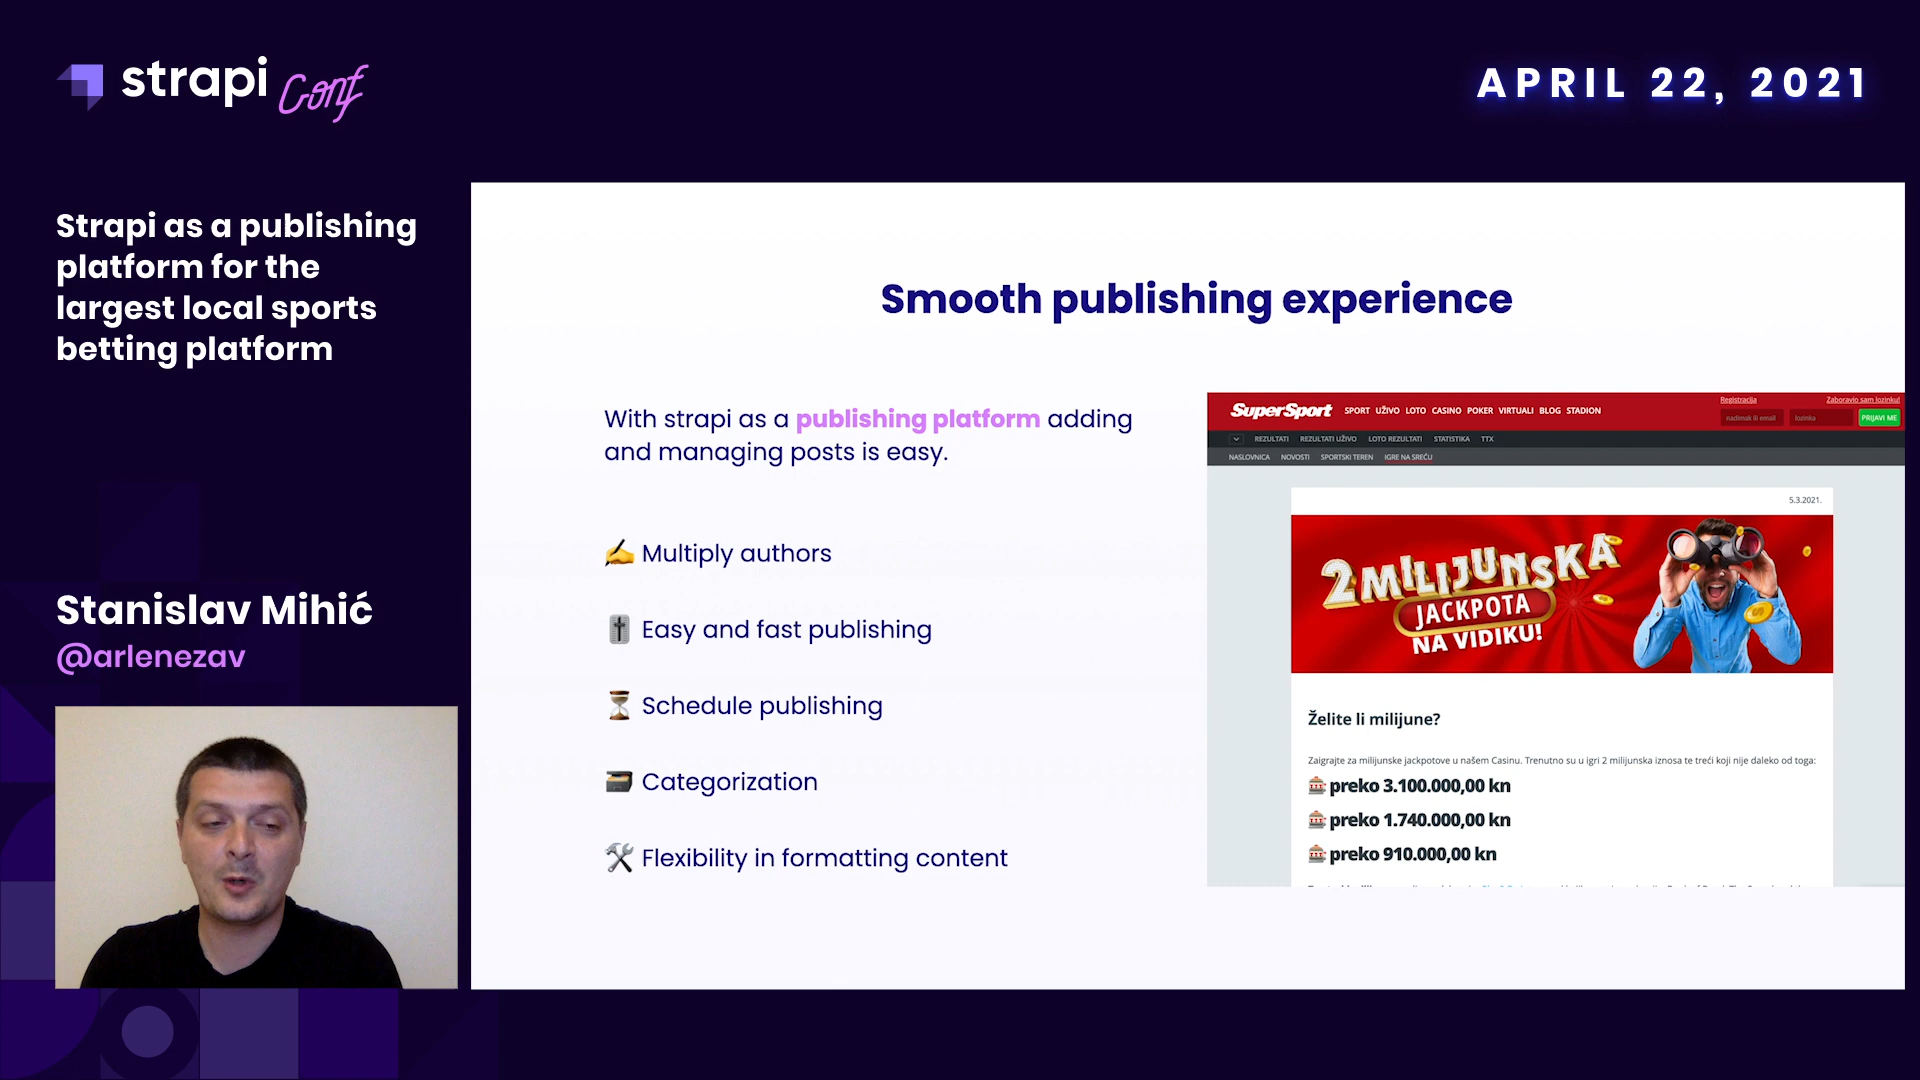 strapi Conf
APRIL 22, 2021
Strapi as a publishing
platform for the
largest local sports
betting platform
Stanislav Mihić
@arlenezav
Smooth publishing experience
With strapi as a publishing platform adding
and managing posts is easy.
✍️ Multiply authors
🎚️ Easy and fast publishing
⏳ Schedule publishing
🗃️ Categorization
🛠️ Flexibility in formatting content
SuperSport SPORT UŽIVO LOTO CASINO POKER VIRTUALI BLOG STADION
Registracija Zaboravio sam lozinku!
nadimak ili email lozinka PRIJAVI ME
REZULTATI REZULTATI UŽIVO LOTO REZULTATI STATISTIKA TTX
NASLOVNICA NOVOSTI SPORTSKI TEREN IGRE NA SREĆU
5.3.2021.
2 MILIJUNSKA
JACKPOTA
NA VIDIKU!
Želite li milijune?
Zaigrajte za milijunske jackpotove u našem Casinu. Trenutno su u igri 2 milijunska iznosa te treći koji nije daleko od toga:
🎰 preko 3.100.000,00 kn
🎰 preko 1.740.000,00 kn
🎰 preko 910.000,00 kn